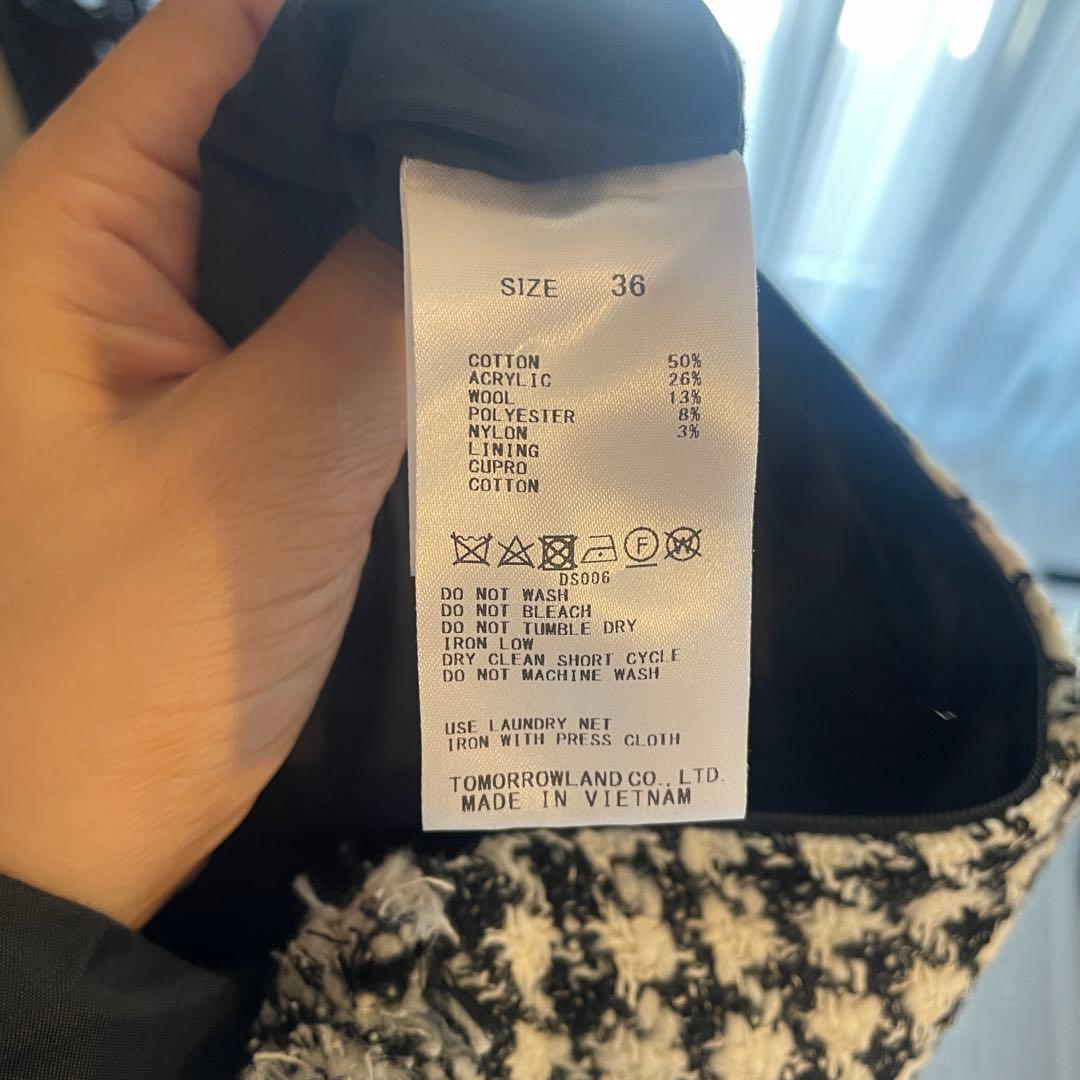 SIZE 36
COTTON 50%
ACRYLIC 26%
WOOL 13%
POLYESTER 8%
NYLON 3%
LINING
CUPRO
COTTON
F W
DS006
DO NOT WASH
DO NOT BLEACH
DO NOT TUMBLE DRY
IRON LOW
DRY CLEAN SHORT CYCLE
DO NOT MACHINE WASH
USE LAUNDRY NET
IRON WITH PRESS CLOTH
TOMORROWLAND CO., LTD.
MADE IN VIETNAM